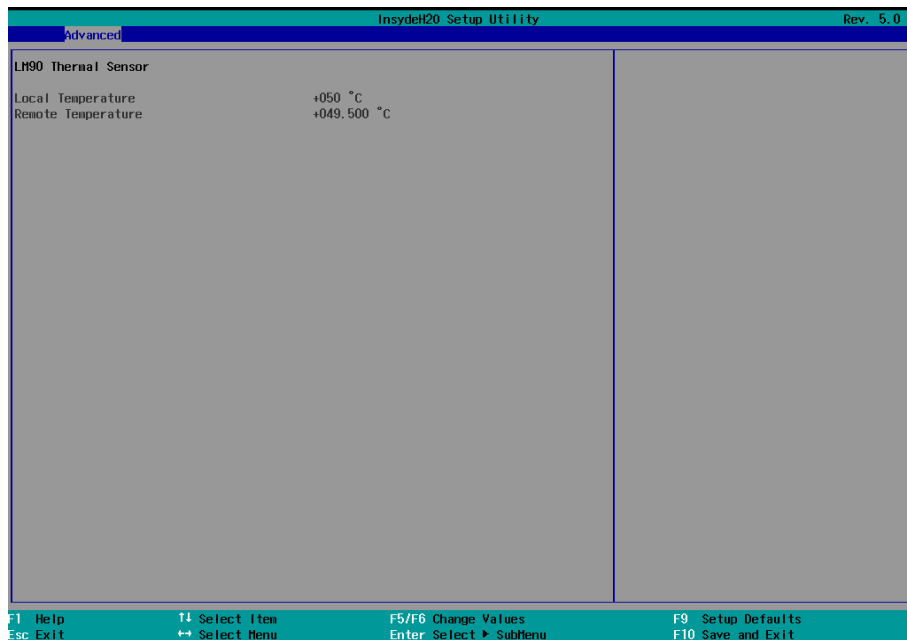 InsydeH20 Setup Utility Rev. 5.0
Advanced
LM90 Thermal Sensor
Local Temperature +050 °C
Remote Temperature +049.500 °C
F1 Help ↑↓ Select Item F5/F6 Change Values F9 Setup Defaults
Esc Exit ↔ Select Menu Enter Select ▶ SubMenu F10 Save and Exit